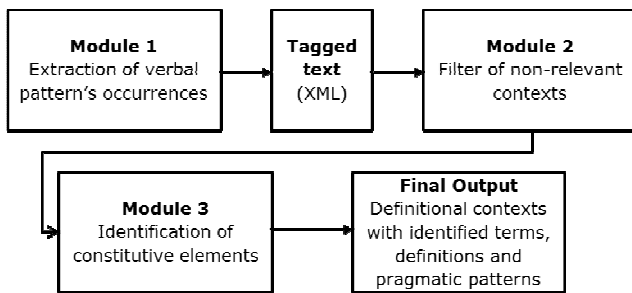 Module 1
Extraction of verbal
pattern's occurrences
Tagged
text
(XML)
Module 2
Filter of non-relevant
contexts
Module 3
Identification of
constitutive elements
Final Output
Definitional contexts
with identified terms,
definitions and
pragmatic patterns